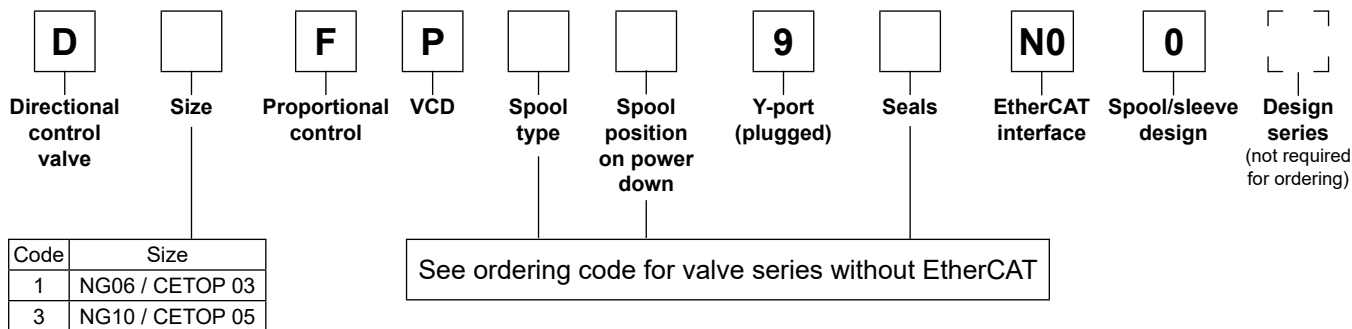 D F P 9 N0 0
Directional control valve
Size
Proportional control
VCD
Spool type
Spool position on power down
Y-port (plugged)
Seals
EtherCAT interface
Spool/sleeve design
Design series (not required for ordering)
Code Size
1 NG06 / CETOP 03
3 NG10 / CETOP 05
See ordering code for valve series without EtherCAT